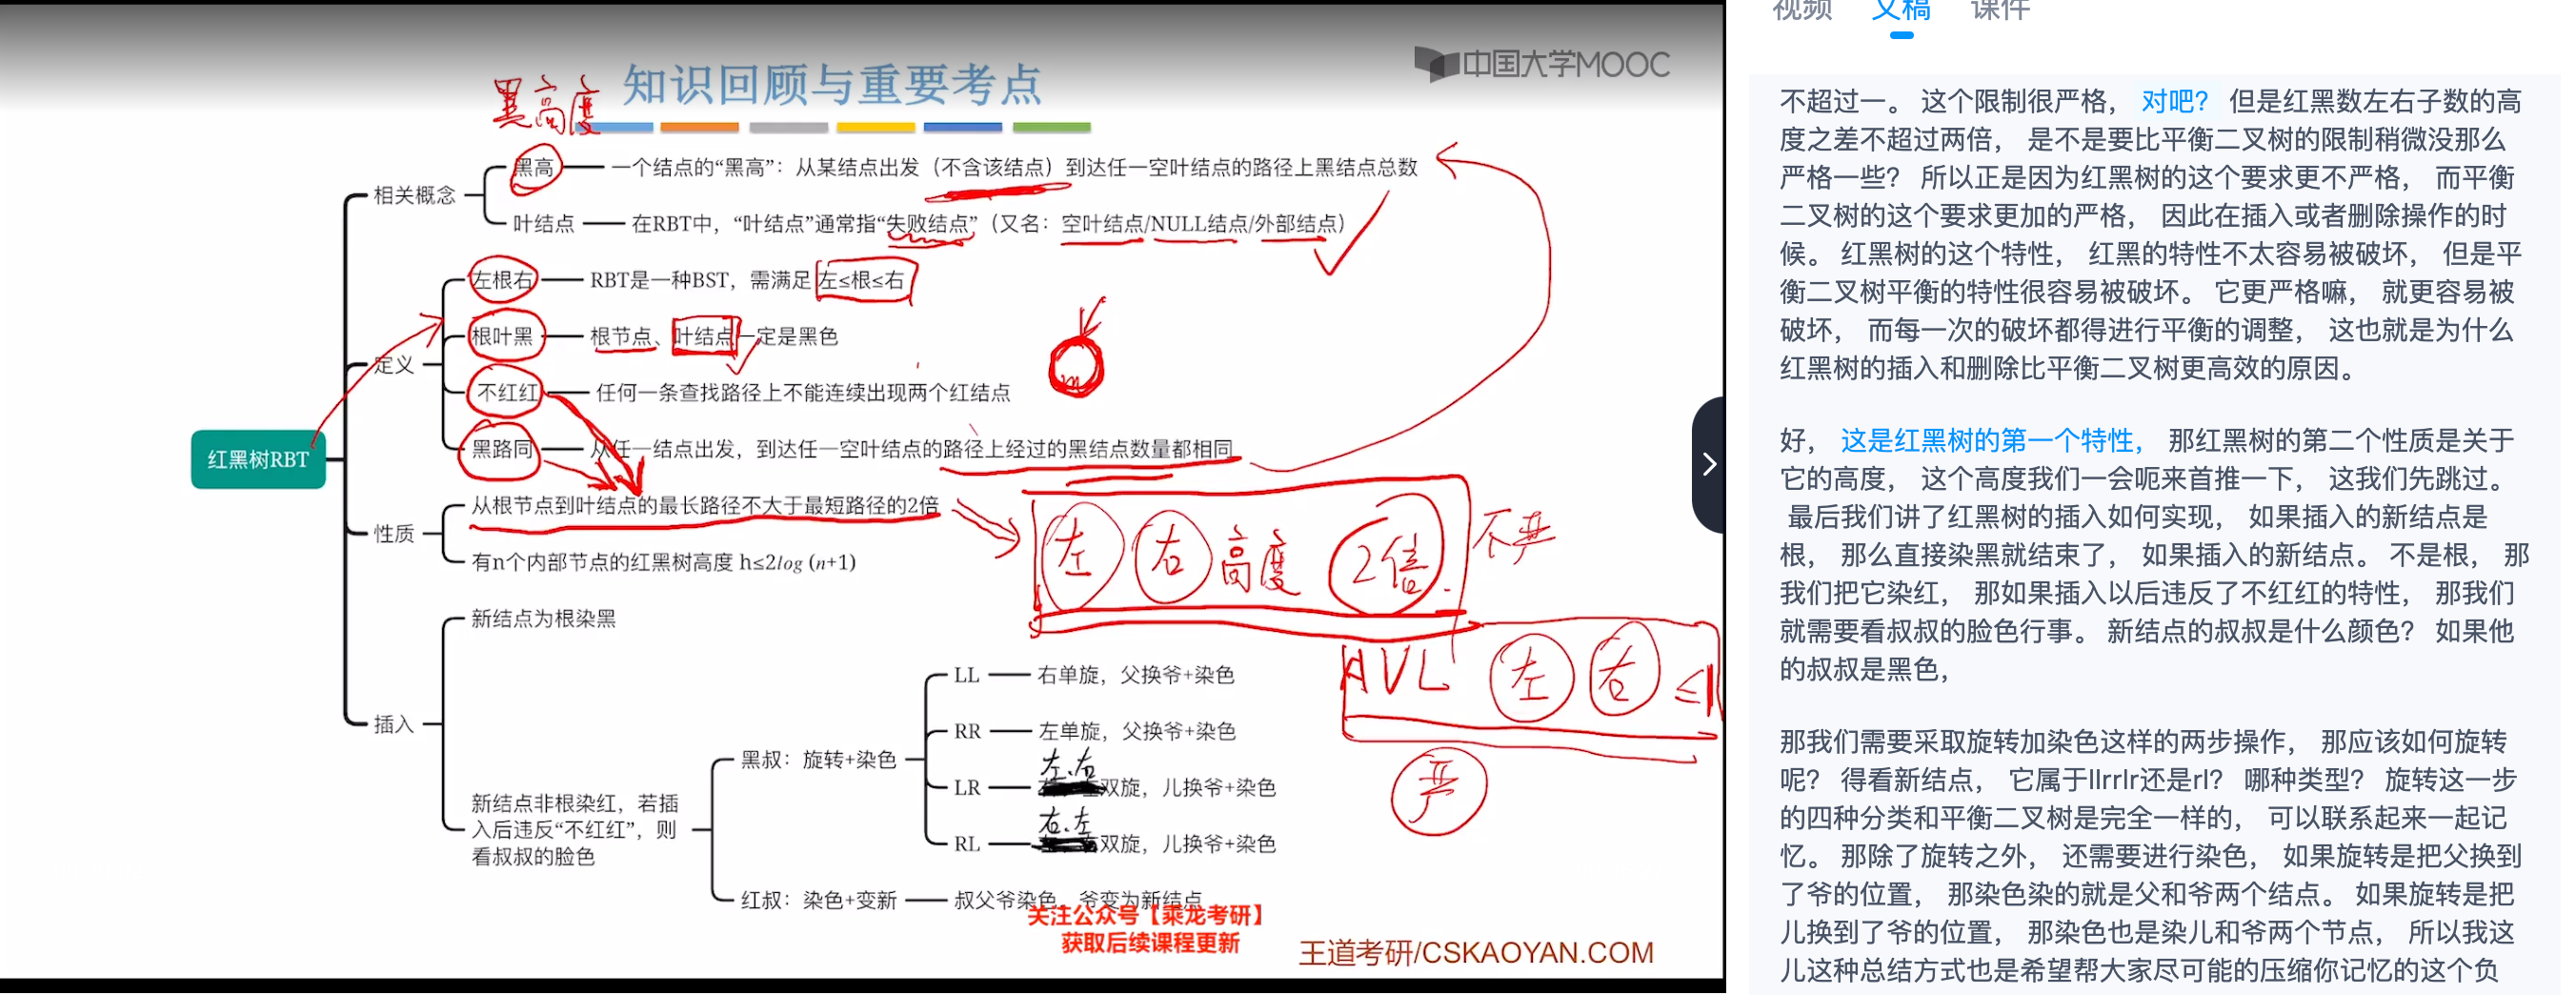 知识回顾与重要考点
中国大学MOOC
黑高度
红黑树RBT
相关概念
黑高
一个结点的“黑高”：从某结点出发（不含该结点）到达任一空叶结点的路径上黑结点总数
叶结点
在RBT中，“叶结点”通常指“失败结点”（又名：空叶结点/NULL结点/外部结点）
定义
左根右
RBT是一种BST，需满足 左≤根≤右
根叶黑
根节点、叶结点一定是黑色
不红红
任何一条查找路径上不能连续出现两个红结点
黑路同
从任一结点出发，到达任一空叶结点的路径上经过的黑结点数量都相同
性质
从根节点到叶结点的最长路径不大于最短路径的2倍
左 右 高度 2倍.
不严
有n个内部节点的红黑树高度 h≤2log (n+1)
AVL 左 右 ≤1
严
插入
新结点为根染黑
新结点非根染红，若插
入后违反“不红红”，则
看叔叔的脸色
黑叔：旋转+染色
LL
右单旋，父换爷+染色
RR
左单旋，父换爷+染色
左.右
LR
双旋，儿换爷+染色
右.左
RL
双旋，儿换爷+染色
红叔：染色+变新
叔父爷染色，爷变为新结点
关注公众号【乘龙考研】
获取后续课程更新
王道考研/CSKAOYAN.COM
视频 文稿 课件
不超过一。 这个限制很严格， 对吧？ 但是红黑数左右子数的高
度之差不超过两倍， 是不是要比平衡二叉树的限制稍微没那么
严格一些？ 所以正是因为红黑树的这个要求更不严格， 而平衡
二叉树的这个要求更加的严格， 因此在插入或者删除操作的时
候。 红黑树的这个特性， 红黑的特性不太容易被破坏， 但是平
衡二叉树平衡的特性很容易被破坏。 它更严格嘛， 就更容易被
破坏， 而每一次的破坏都得进行平衡的调整， 这也就是为什么
红黑树的插入和删除比平衡二叉树更高效的原因。
好， 这是红黑树的第一个特性， 那红黑树的第二个性质是关于
它的高度， 这个高度我们一会呃来首推一下， 这我们先跳过。
最后我们讲了红黑树的插入如何实现， 如果插入的新结点是
根， 那么直接染黑就结束了， 如果插入的新结点。 不是根， 那
我们把它染红， 那如果插入以后违反了不红红的特性， 那我们
就需要看叔叔的脸色行事。 新结点的叔叔是什么颜色？ 如果他
的叔叔是黑色，
那我们需要采取旋转加染色这样的两步操作， 那应该如何旋转
呢？ 得看新结点， 它属于llrrlr还是rl？ 哪种类型？ 旋转这一步
的四种分类和平衡二叉树是完全一样的， 可以联系起来一起记
忆。 那除了旋转之外， 还需要进行染色， 如果旋转是把父换到
了爷的位置， 那染色染的就是父和爷两个结点。 如果旋转是把
儿换到了爷的位置， 那染色也是染儿和爷两个节点， 所以我这
儿这种总结方式也是希望帮大家尽可能的压缩你记忆的这个负